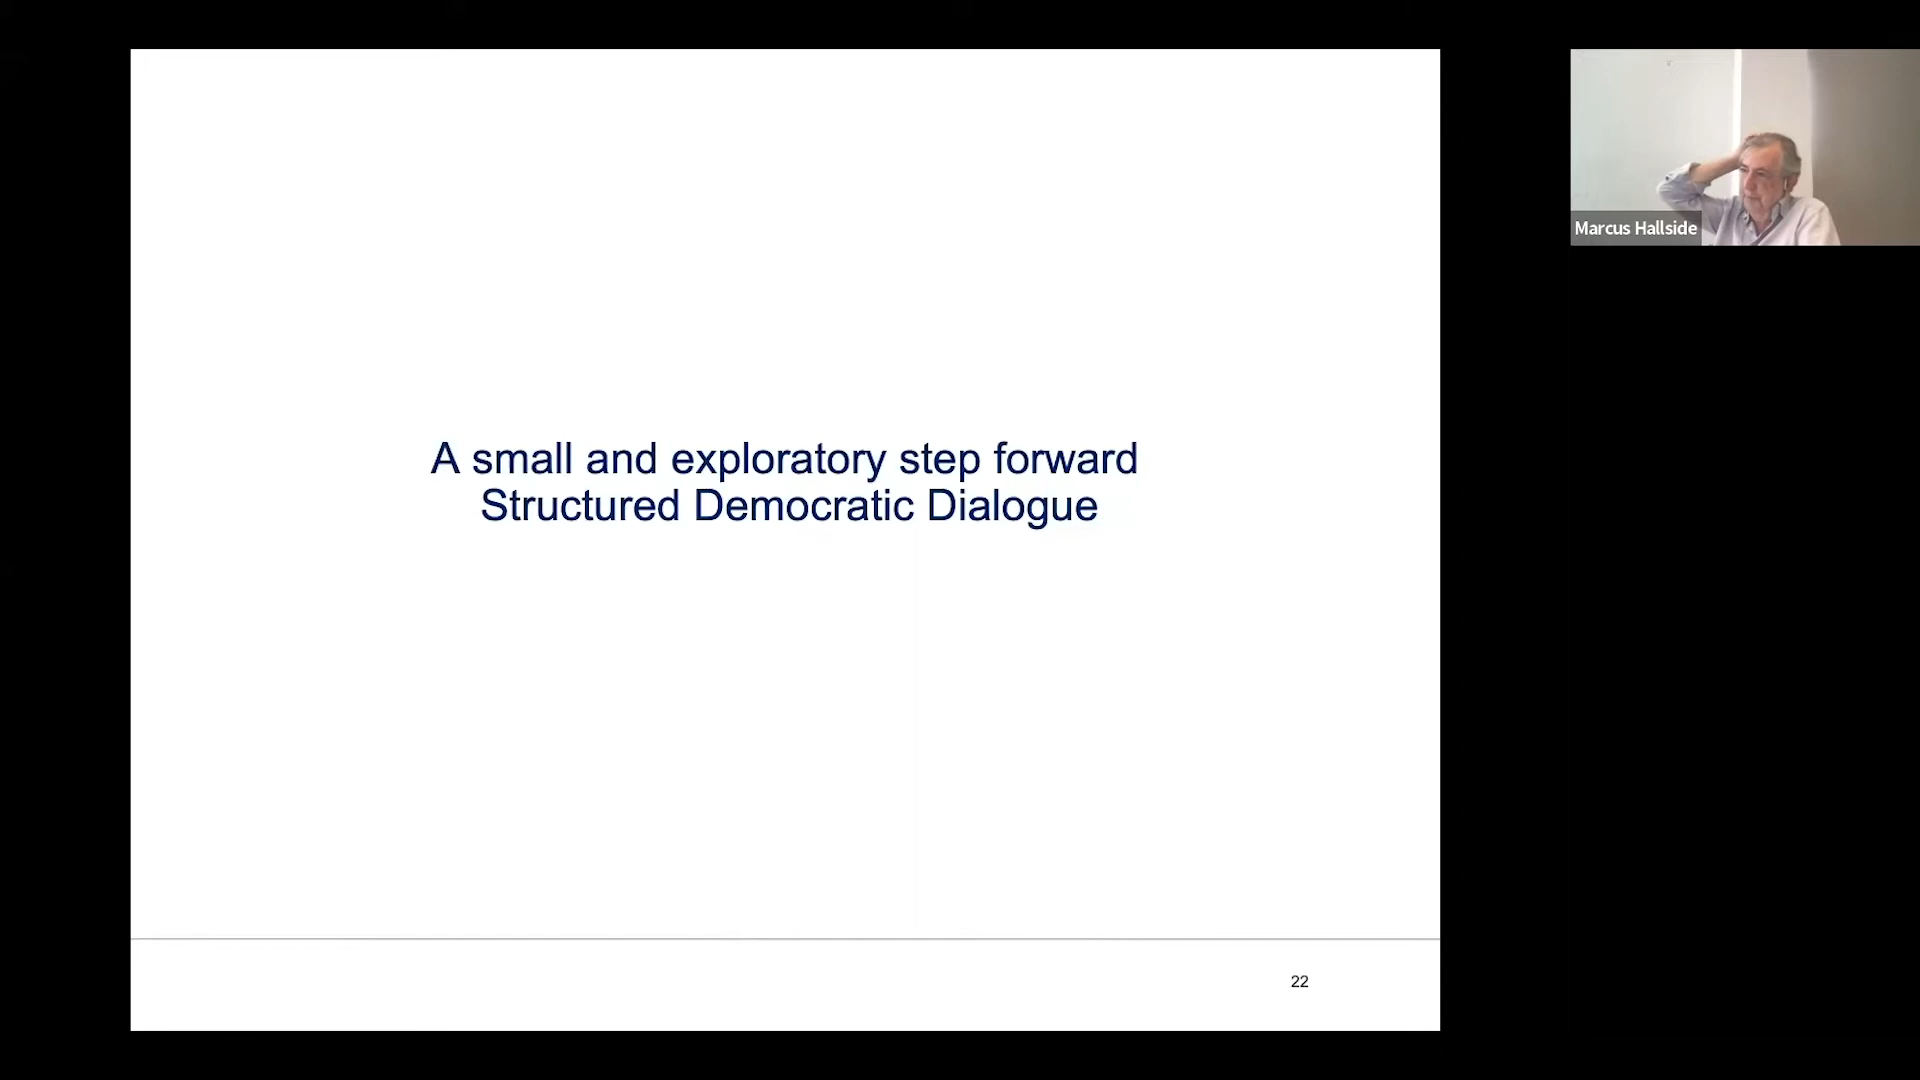 A small and exploratory step forward
Structured Democratic Dialogue
22
Marcus Hallside